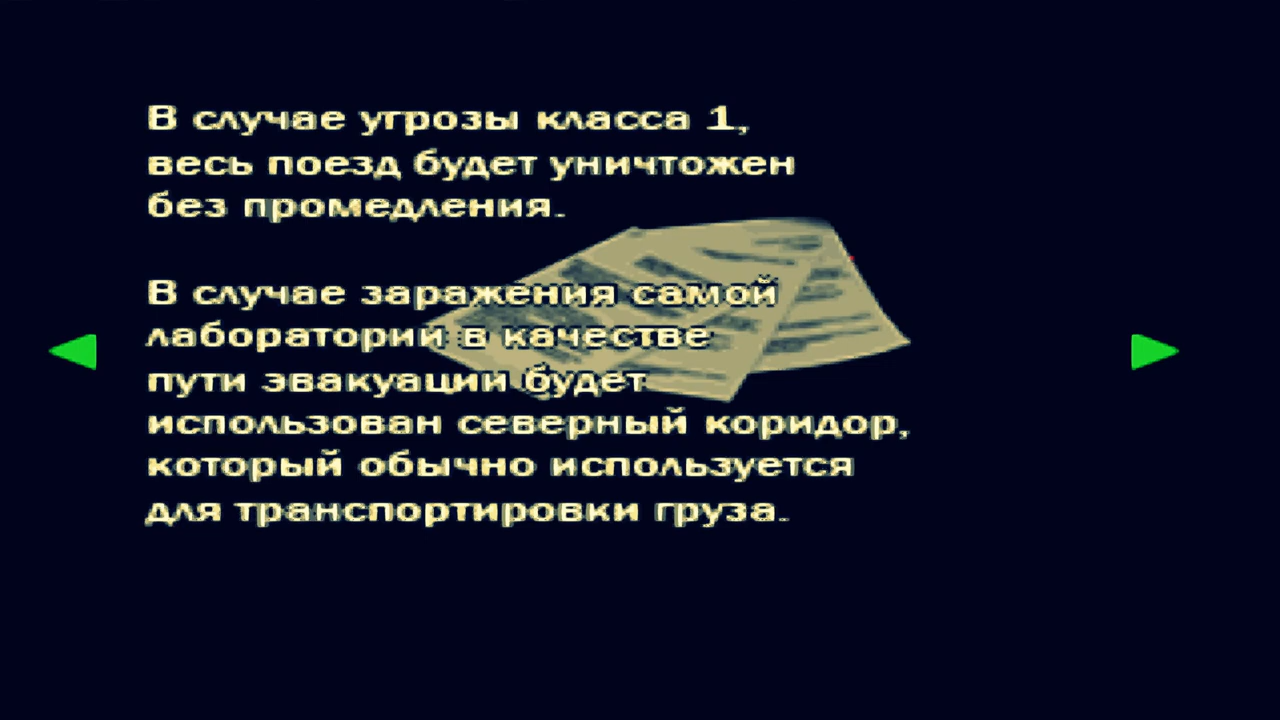 В случае угрозы класса 1,
весь поезд будет уничтожен
без промедления.
В случае заражения самой
лабораторий в качестве
пути эвакуации будет
использован северный коридор,
который обычно используется
для транспортировки груза.